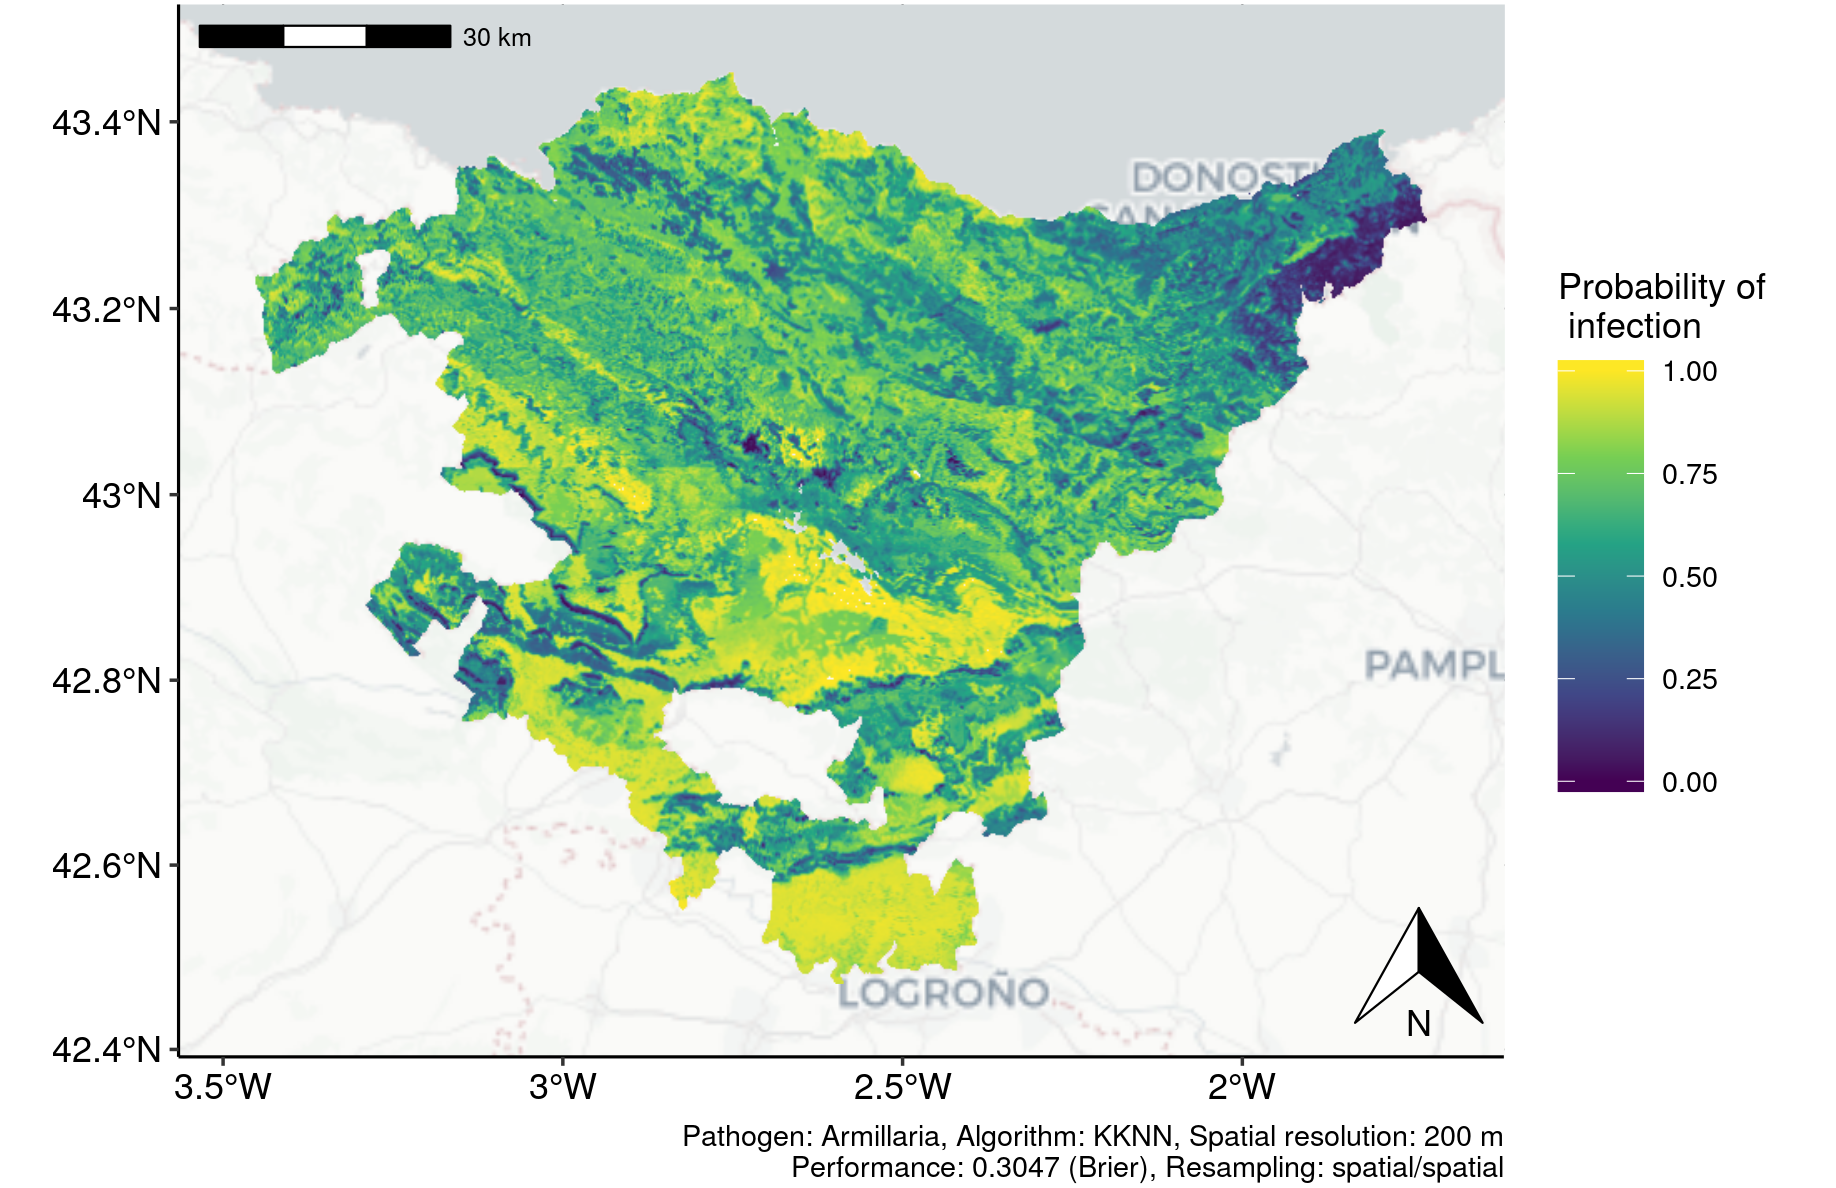 30 km
43.4°N
43.2°N
43°N
42.8°N
42.6°N
42.4°N
3.5°W
3°W
2.5°W
2°W
DONOSTI
PAMPL
LOGROÑO
N
Probability of
infection
1.00
0.75
0.50
0.25
0.00
Pathogen: Armillaria, Algorithm: KKNN, Spatial resolution: 200 m
Performance: 0.3047 (Brier), Resampling: spatial/spatial